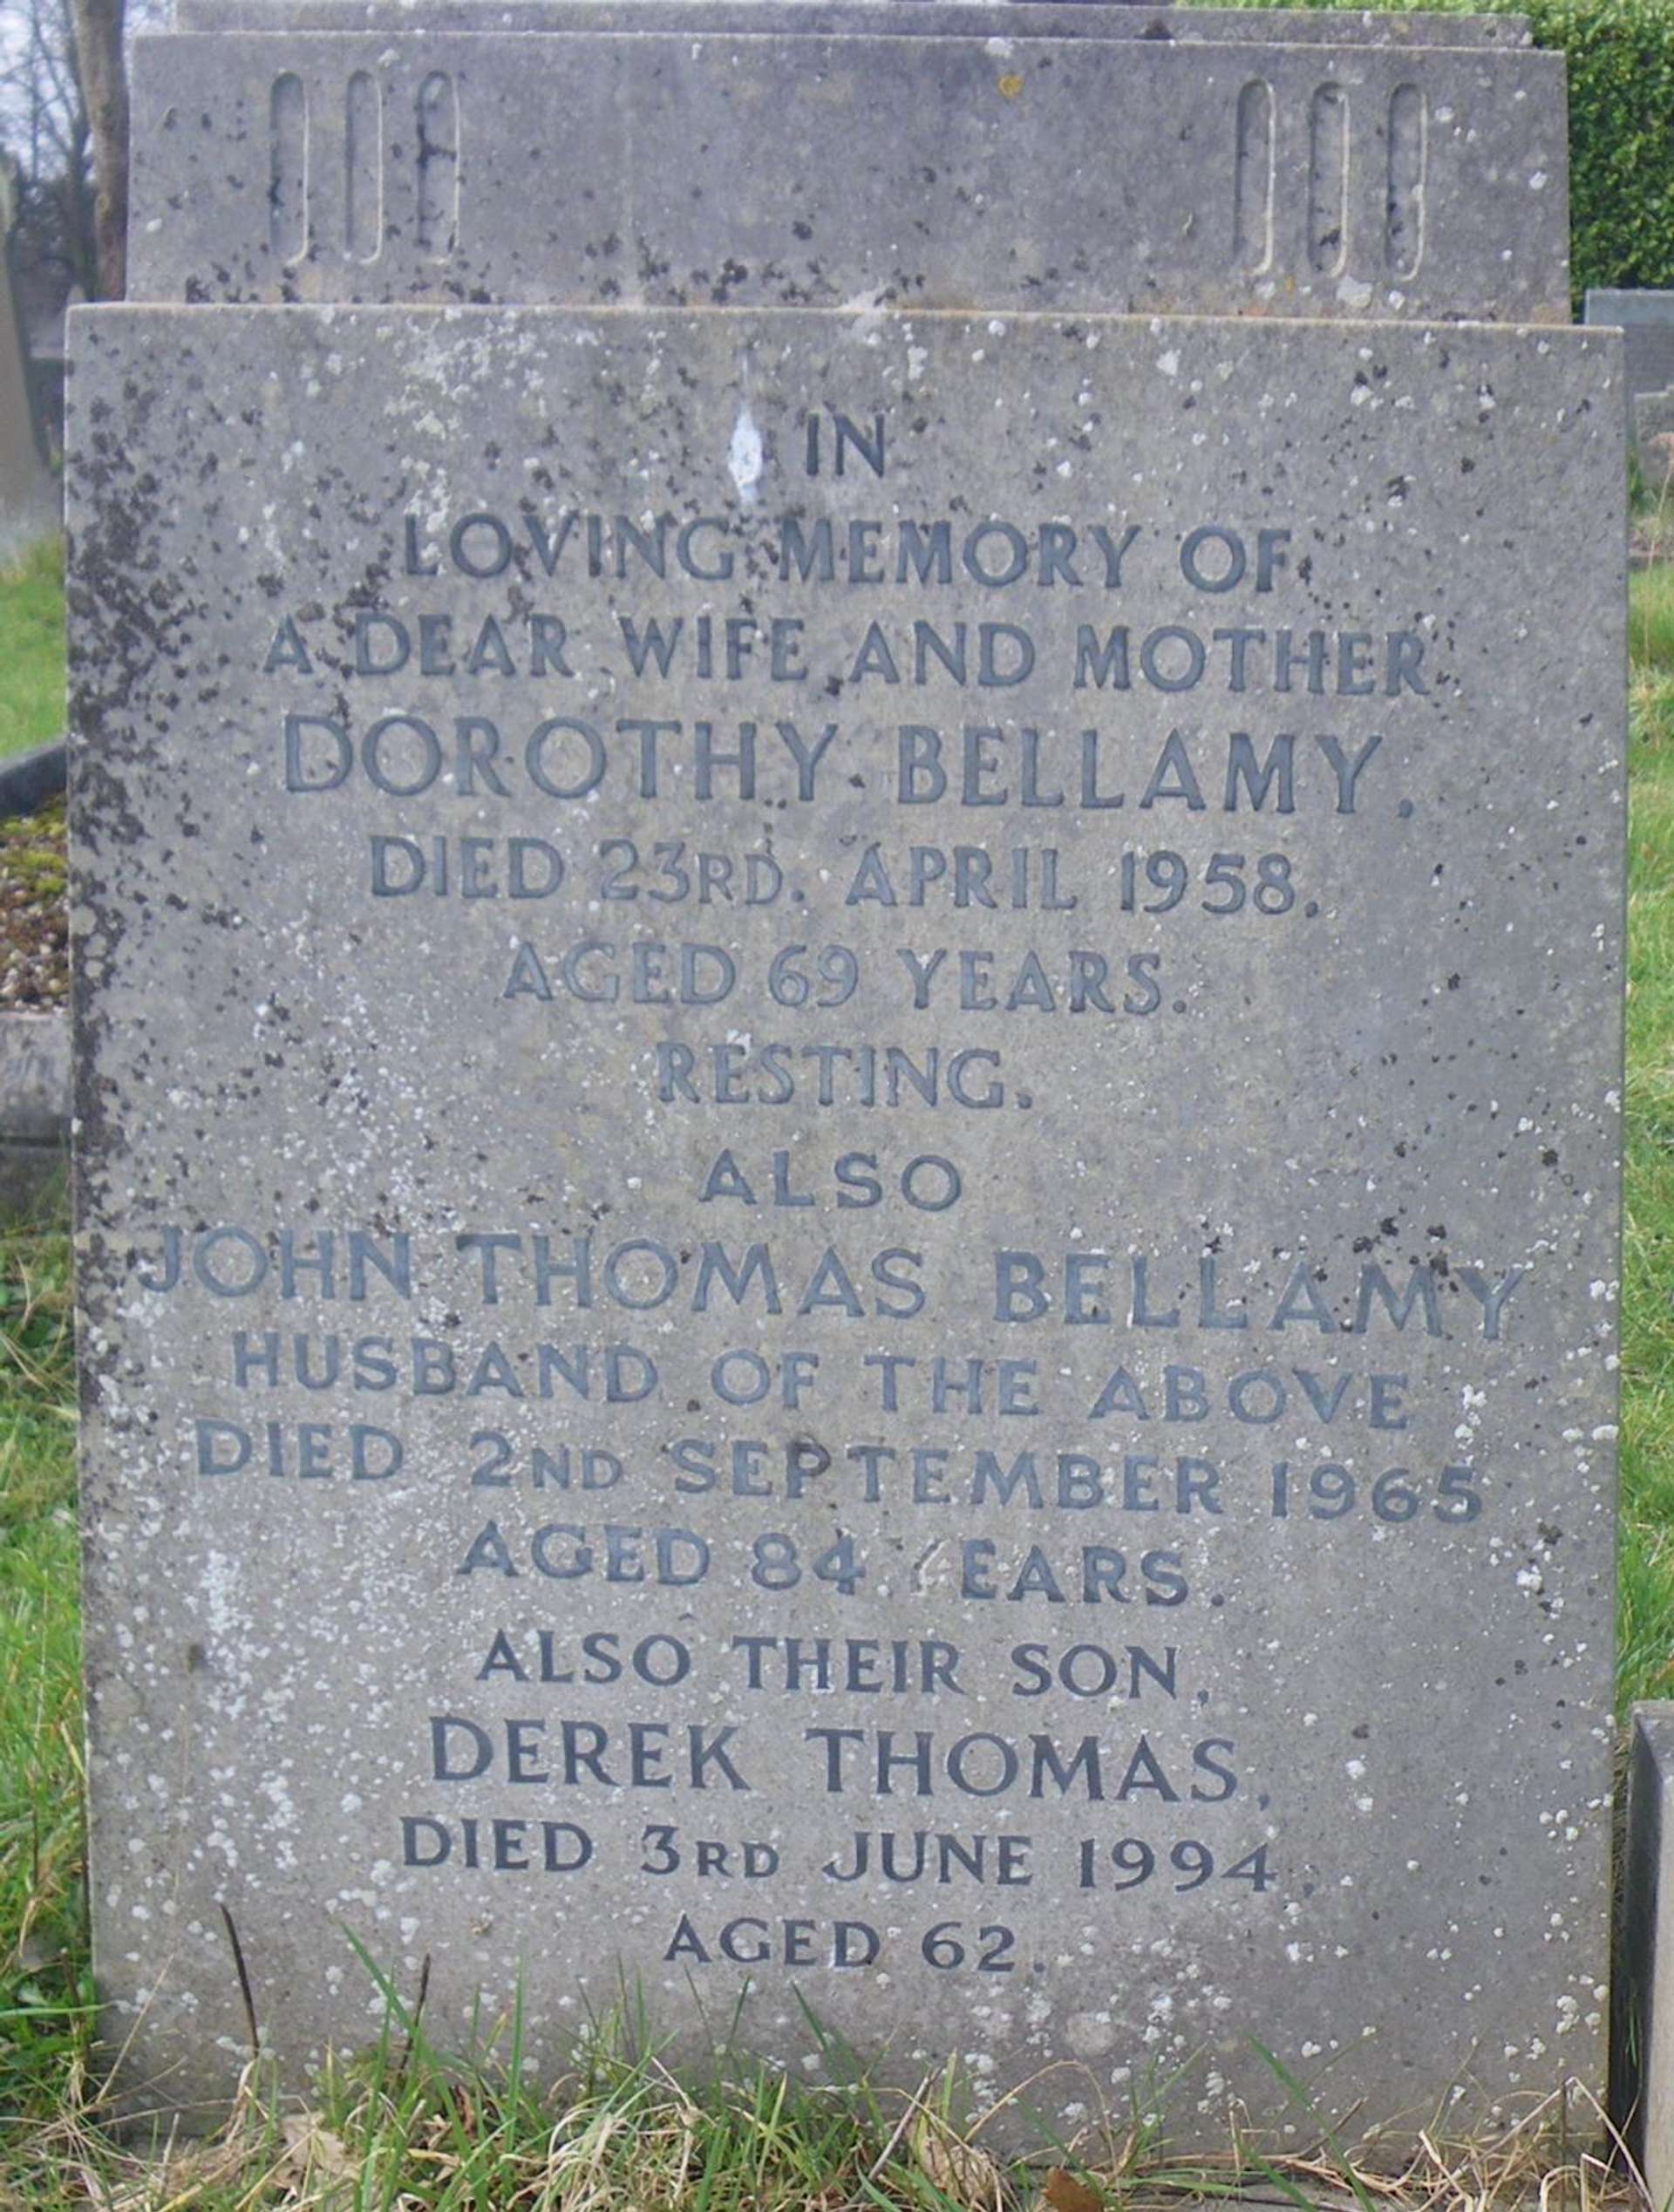 IN
LOVING MEMORY OF
A DEAR WIFE AND MOTHER
DOROTHY BELLAMY,
DIED 23RD. APRIL 1958,
AGED 69 YEARS.
RESTING.
ALSO
JOHN THOMAS BELLAMY
HUSBAND OF THE ABOVE
DIED 2ND SEPTEMBER 1965
AGED 84 YEARS.
ALSO THEIR SON,
DEREK THOMAS,
DIED 3RD JUNE 1994,
AGED 62.